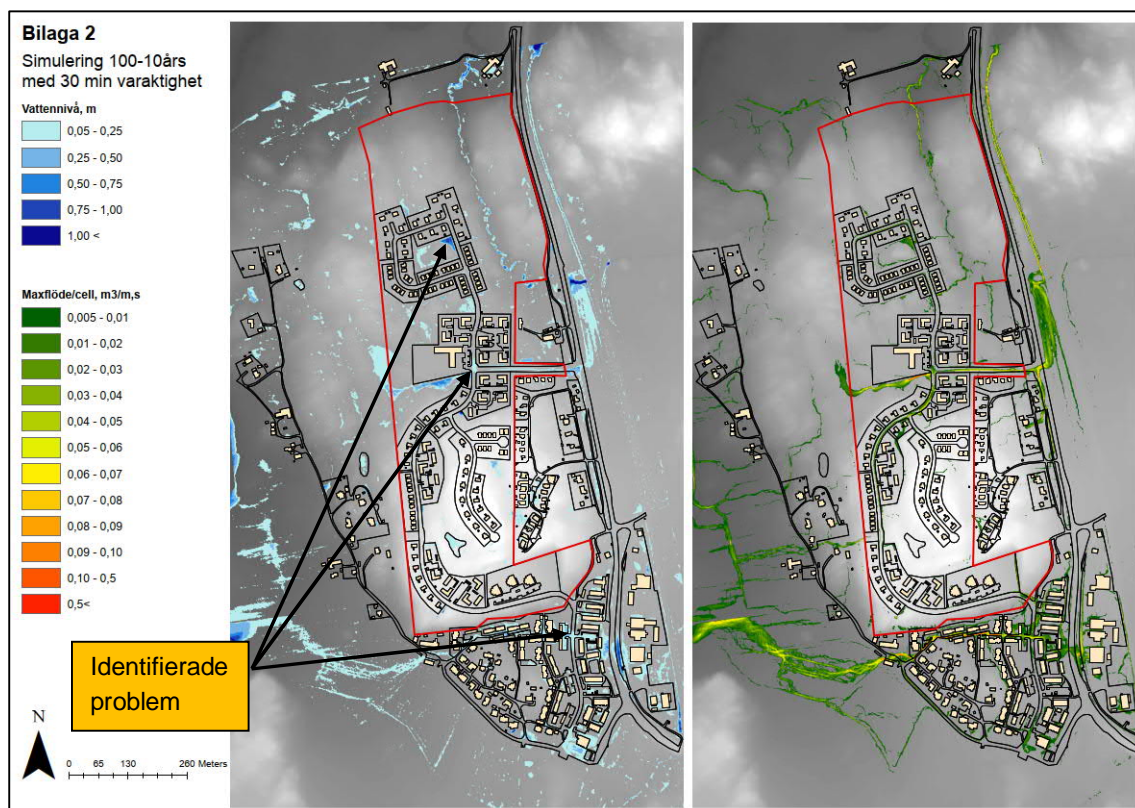 Bilaga 2
Simulering 100-10års
med 30 min varaktighet
Vattennivå, m
0,05 - 0,25
0,25 - 0,50
0,50 - 0,75
0,75 - 1,00
1,00 <
Maxflöde/cell, m3/m,s
0,005 - 0,01
0,01 - 0,02
0,02 - 0,03
0,03 - 0,04
0,04 - 0,05
0,05 - 0,06
0,06 - 0,07
0,07 - 0,08
0,08 - 0,09
0,09 - 0,10
0,10 - 0,5
0,5<
Identifierade
problem
N
0 65 130 260 Meters